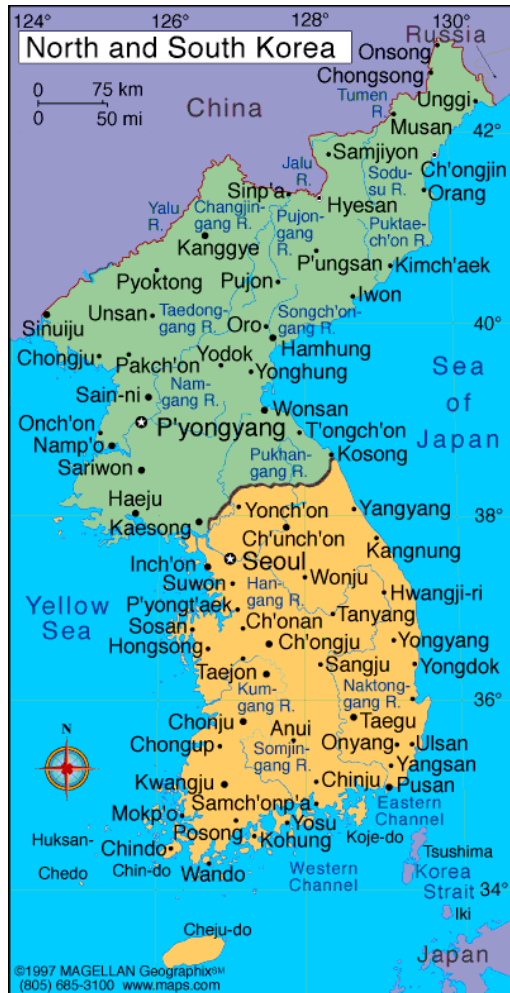 124°
126°
128°
130°
North and South Korea
Russia
Onsong
Chongsong
0 75 km
0 50 mi
China
Tumen
R.
Unggi
Musan
42°
Jalu
R.
Samjiyon
Sodu-
su R.
Ch'ongjin
Sinp'a
Orang
Yalu
R.
Changjin-
gang R.
Pujon-
gang
R.
Hyesan
Puktae-
ch'on R.
Kanggye
P'ungsan
Kimch'aek
Pyoktong
Pujon
Iwon
Unsan
Taedong-
gang R.
Songch'on-
gang R.
Sinuiju
Oro
40°
Hamhung
Chongju
Pakch'on
Yodok
Yonghung
Sea
of
Japan
Nam-
gang R.
Sain-ni
Wonsan
Onch'on
P'yongyang
T'ongch'on
Namp'o
Pukhan-
gang R.
Kosong
Sariwon
Haeju
Yonch'on
Yangyang
Kaesong
38°
Ch'unch'on
Kangnung
Inch'on
Seoul
Suwon
Han-
gang R.
Wonju
Hwangji-ri
Yellow
Sea
P'yongt'aek
Tanyang
Sosan
Ch'onan
Yongyang
Hongsong
Ch'ongju
Sangju
Yongdok
Taejon
Kum-
gang R.
Naktong-
gang R.
36°
Chonju
Anui
Taegu
Chongup
Somjin-
gang R.
Onyang
Ulsan
Yangsan
N
Kwangju
Chinju
Pusan
Samch'onp'a
Eastern
Channel
Mokp'o
Posong
Yosu
Koje-do
Huksan-
Chedo
Chindo
Kohung
Tsushima
Chin-do
Wando
Western
Channel
Korea
Strait
34°
Iki
Cheju-do
Japan
©1997 MAGELLAN Geographix℠
(805) 685-3100 www.maps.com